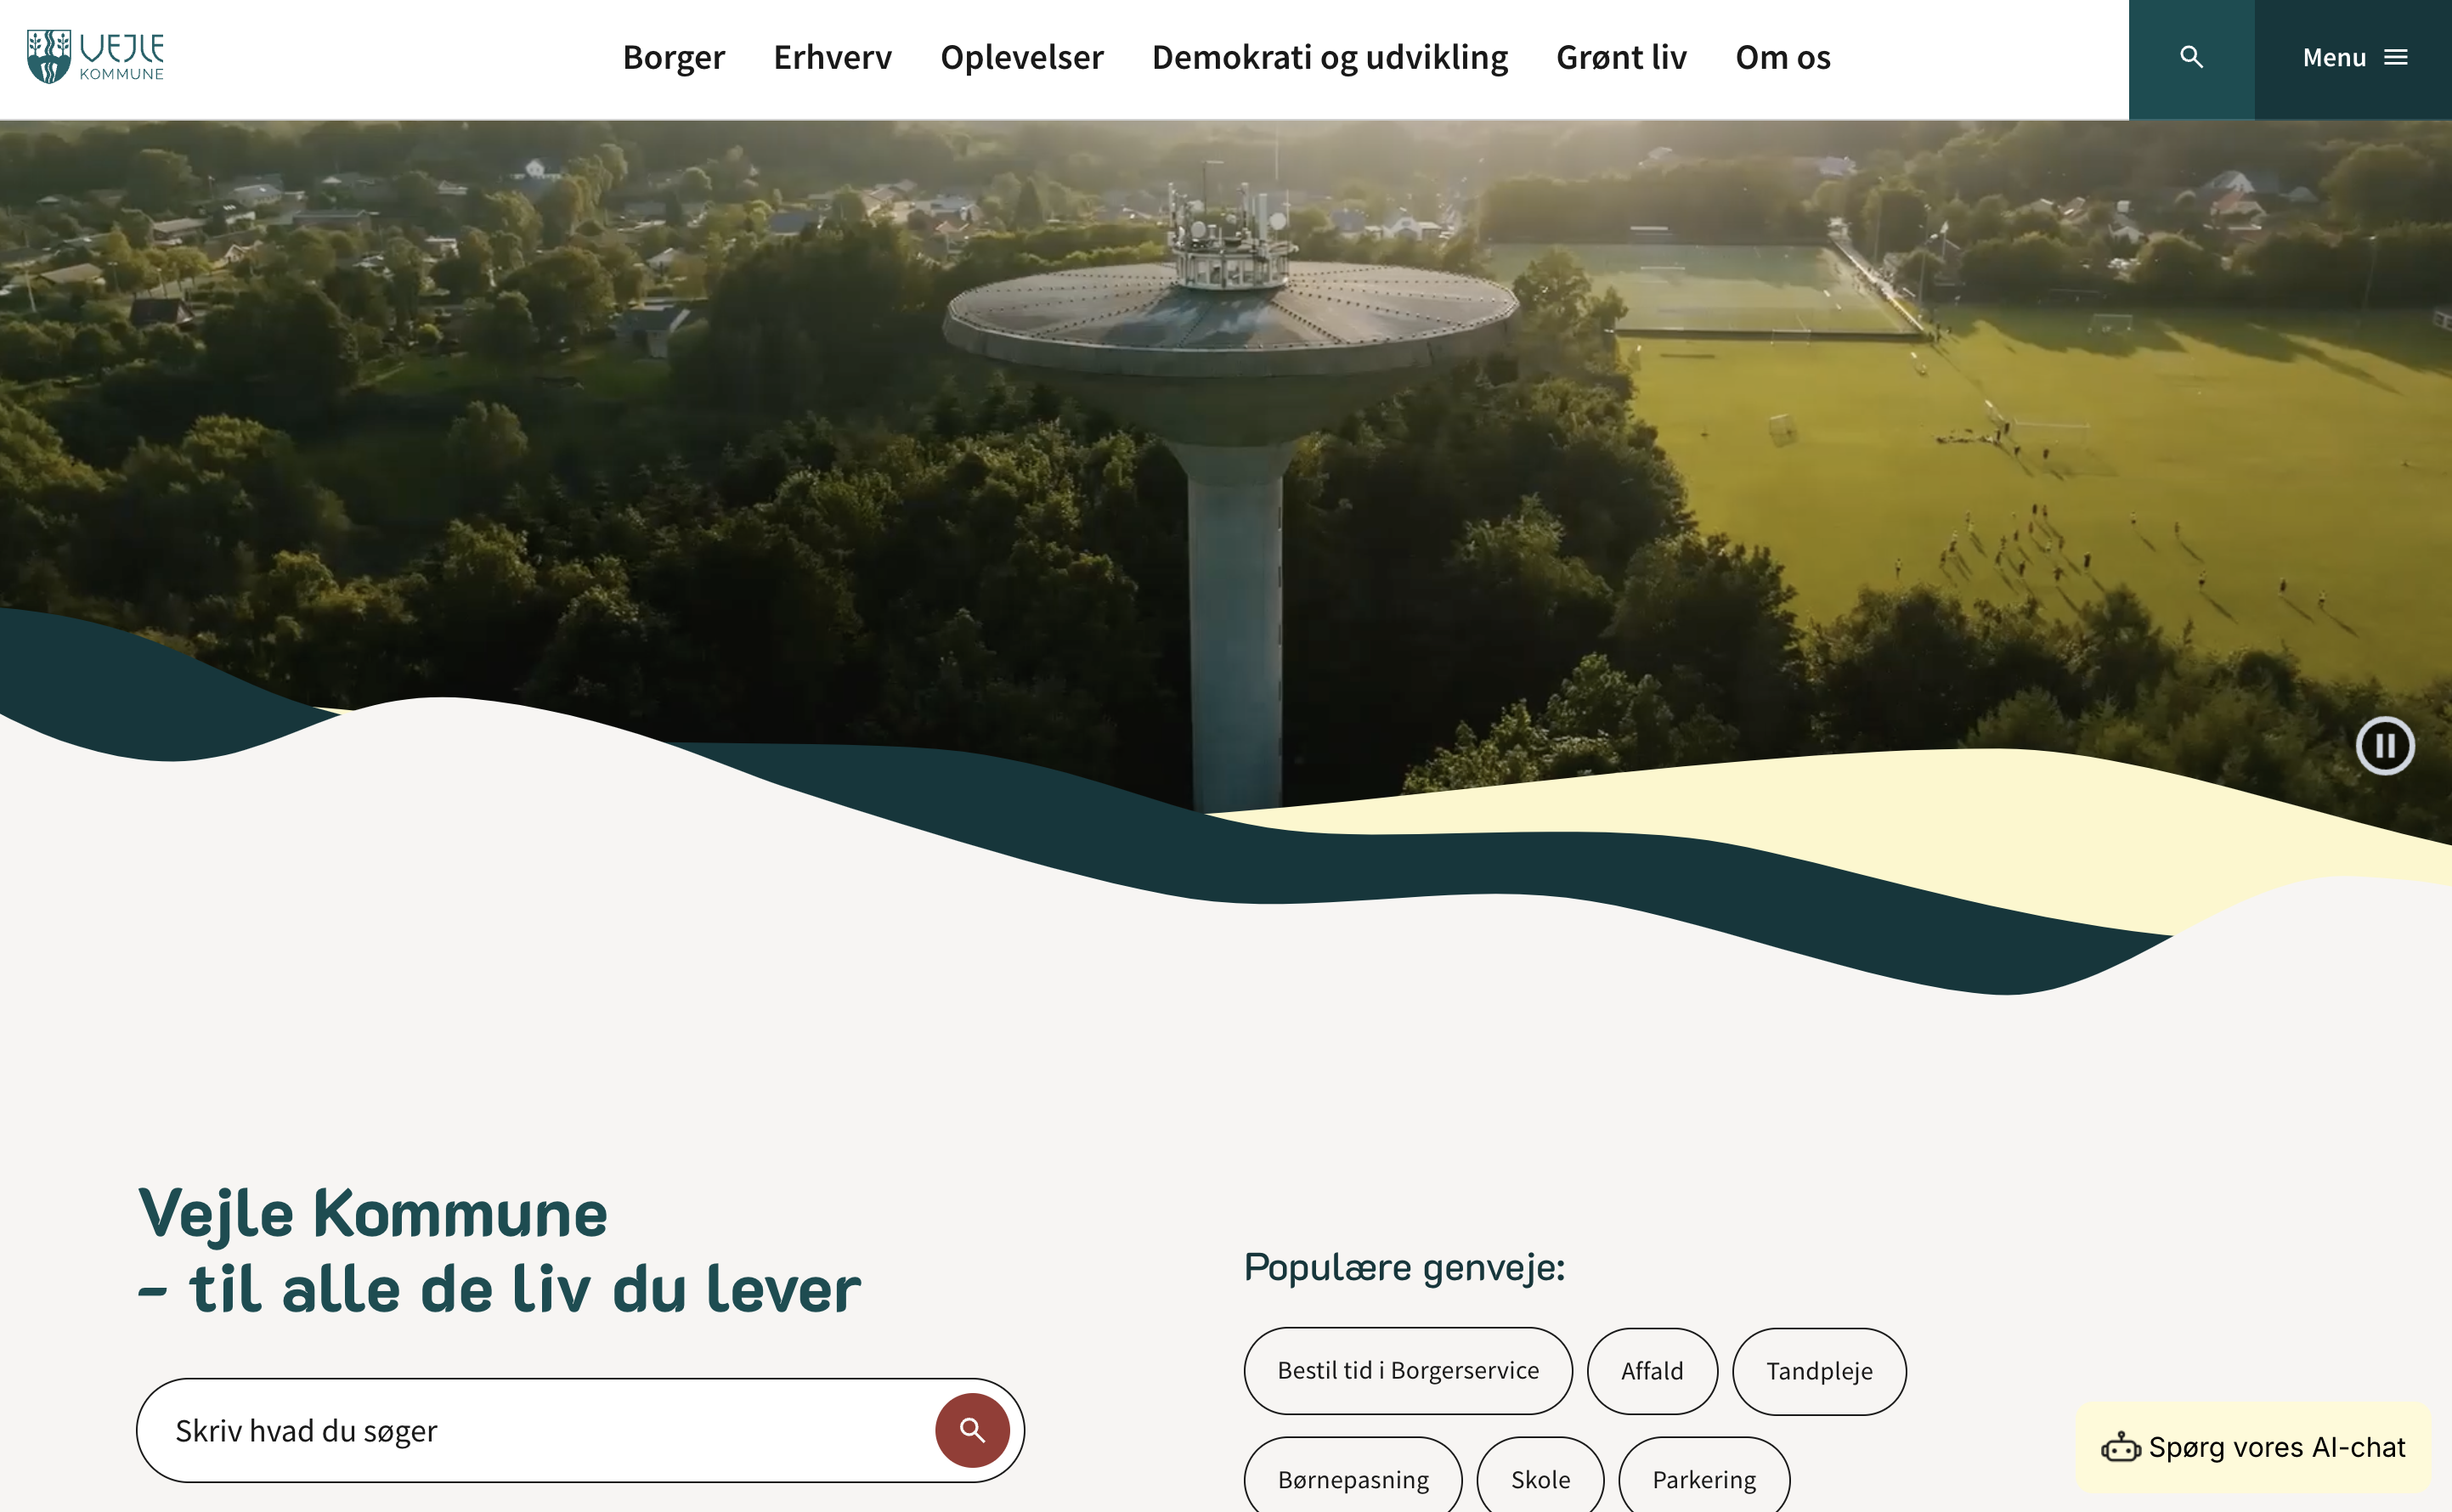 VEJLE
KOMMUNE
Borger
Erhverv
Oplevelser
Demokrati og udvikling
Grønt liv
Om os
Menu
Vejle Kommune
- til alle de liv du lever
Skriv hvad du søger
Populære genveje:
Bestil tid i Borgerservice
Affald
Tandpleje
Børnepasning
Skole
Parkering
Spørg vores AI-chat